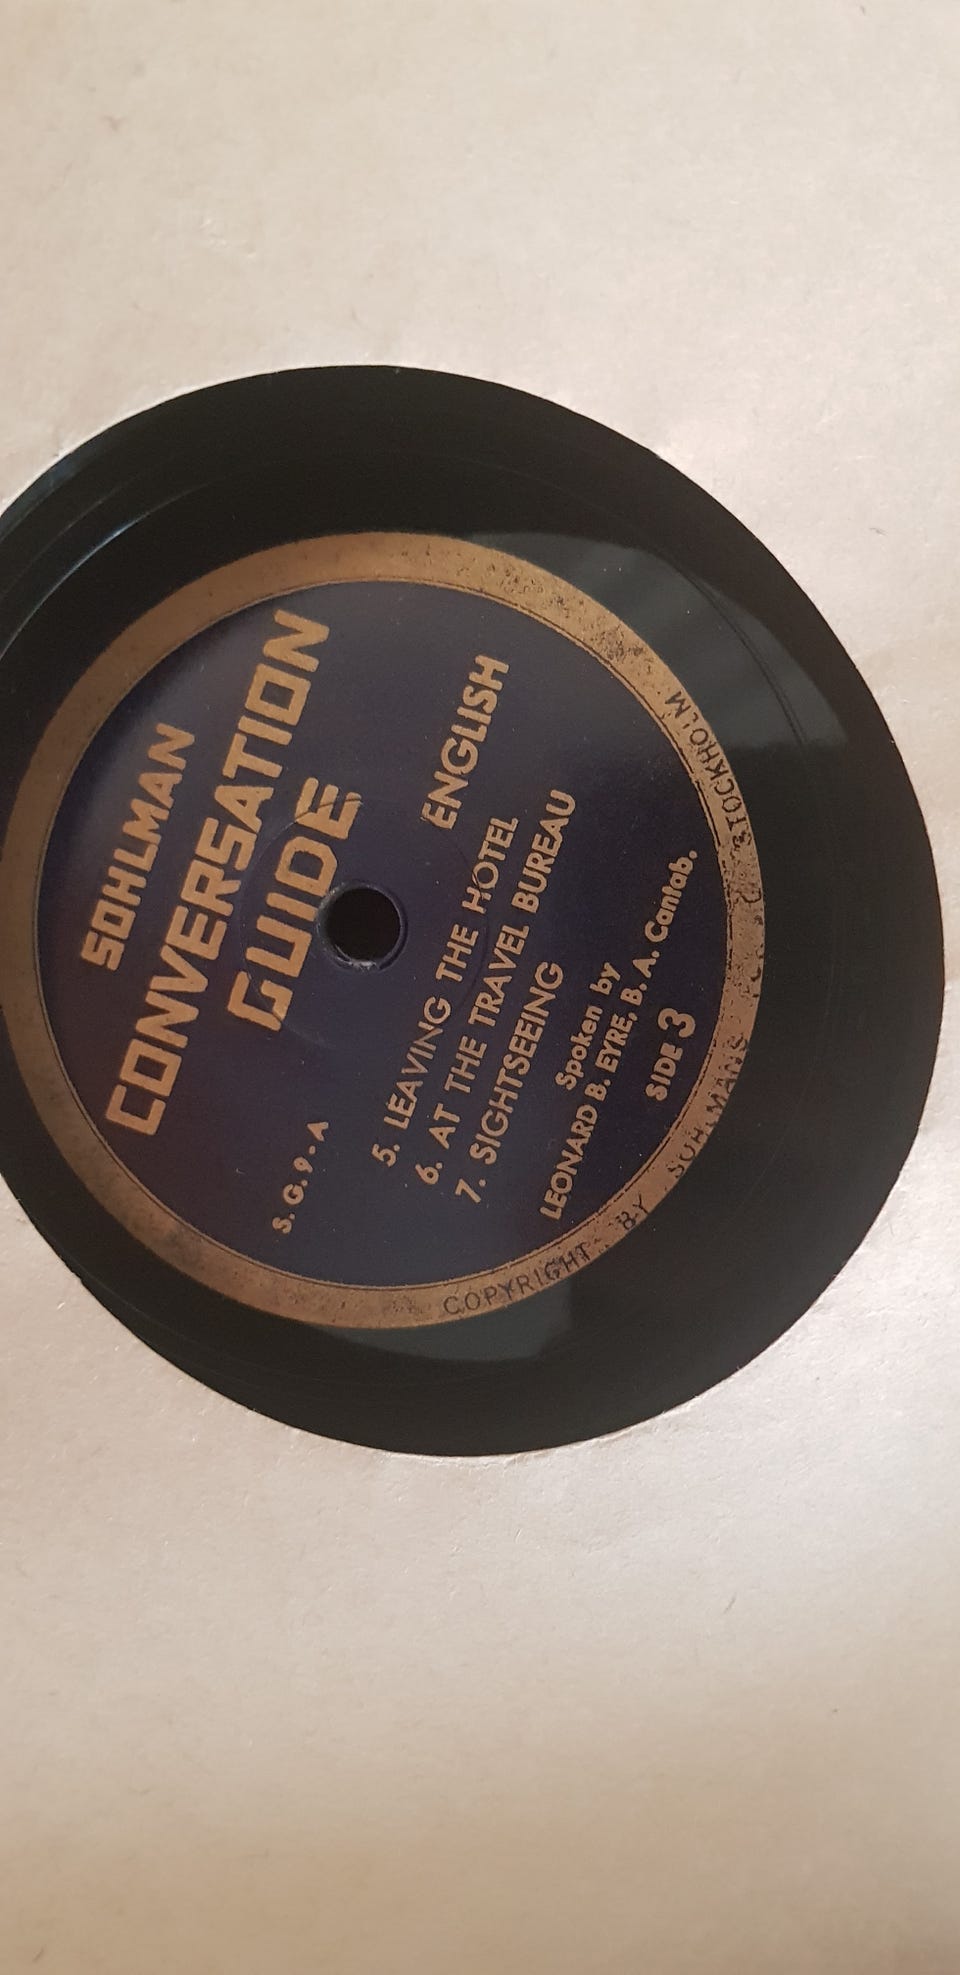 SOHLMAN
CONVERSATION
GUIDE
S. G. 9-A
ENGLISH
5. LEAVING THE HOTEL
6. AT THE TRAVEL BUREAU
7. SIGHTSEEING
Spoken by
LEONARD B. EYRE, B. A. Cantab.
SIDE 3
COPYRIGHT BY SOHLMANS STOCKHOLM